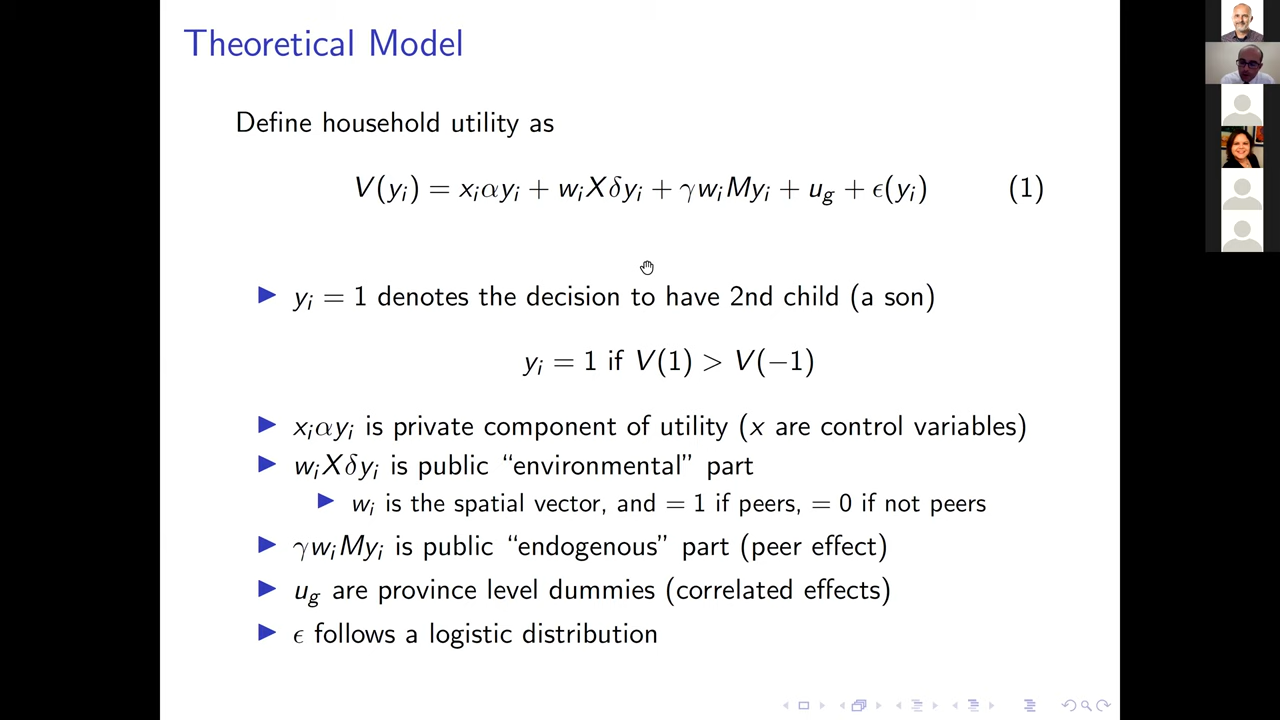 Theoretical Model
Define household utility as
V(yᵢ) = xᵢαyᵢ + wᵢXδyᵢ + γwᵢMyᵢ + u_g + ϵ(yᵢ) (1)
yᵢ = 1 denotes the decision to have 2nd child (a son)
yᵢ = 1 if V(1) > V(−1)
xᵢαyᵢ is private component of utility (x are control variables)
wᵢXδyᵢ is public “environmental” part
wᵢ is the spatial vector, and = 1 if peers, = 0 if not peers
γwᵢMyᵢ is public “endogenous” part (peer effect)
u_g are province level dummies (correlated effects)
ϵ follows a logistic distribution